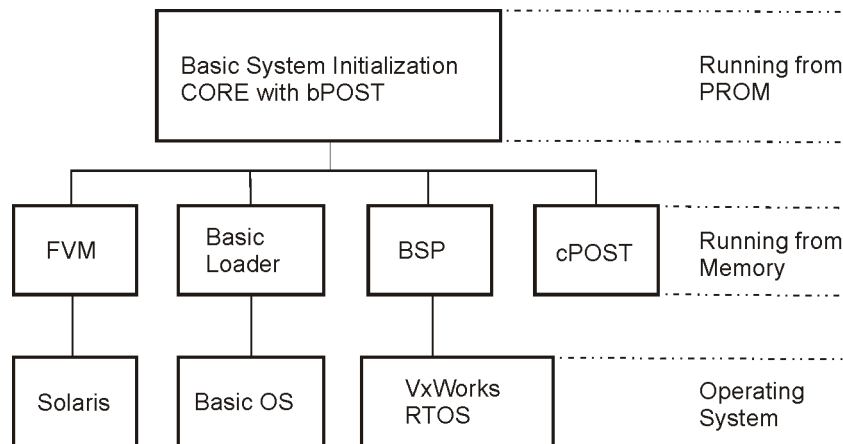 Basic System Initialization
CORE with bPOST
Running from
PROM
FVM
Basic
Loader
BSP
cPOST
Running from
Memory
Solaris
Basic OS
VxWorks
RTOS
Operating
System